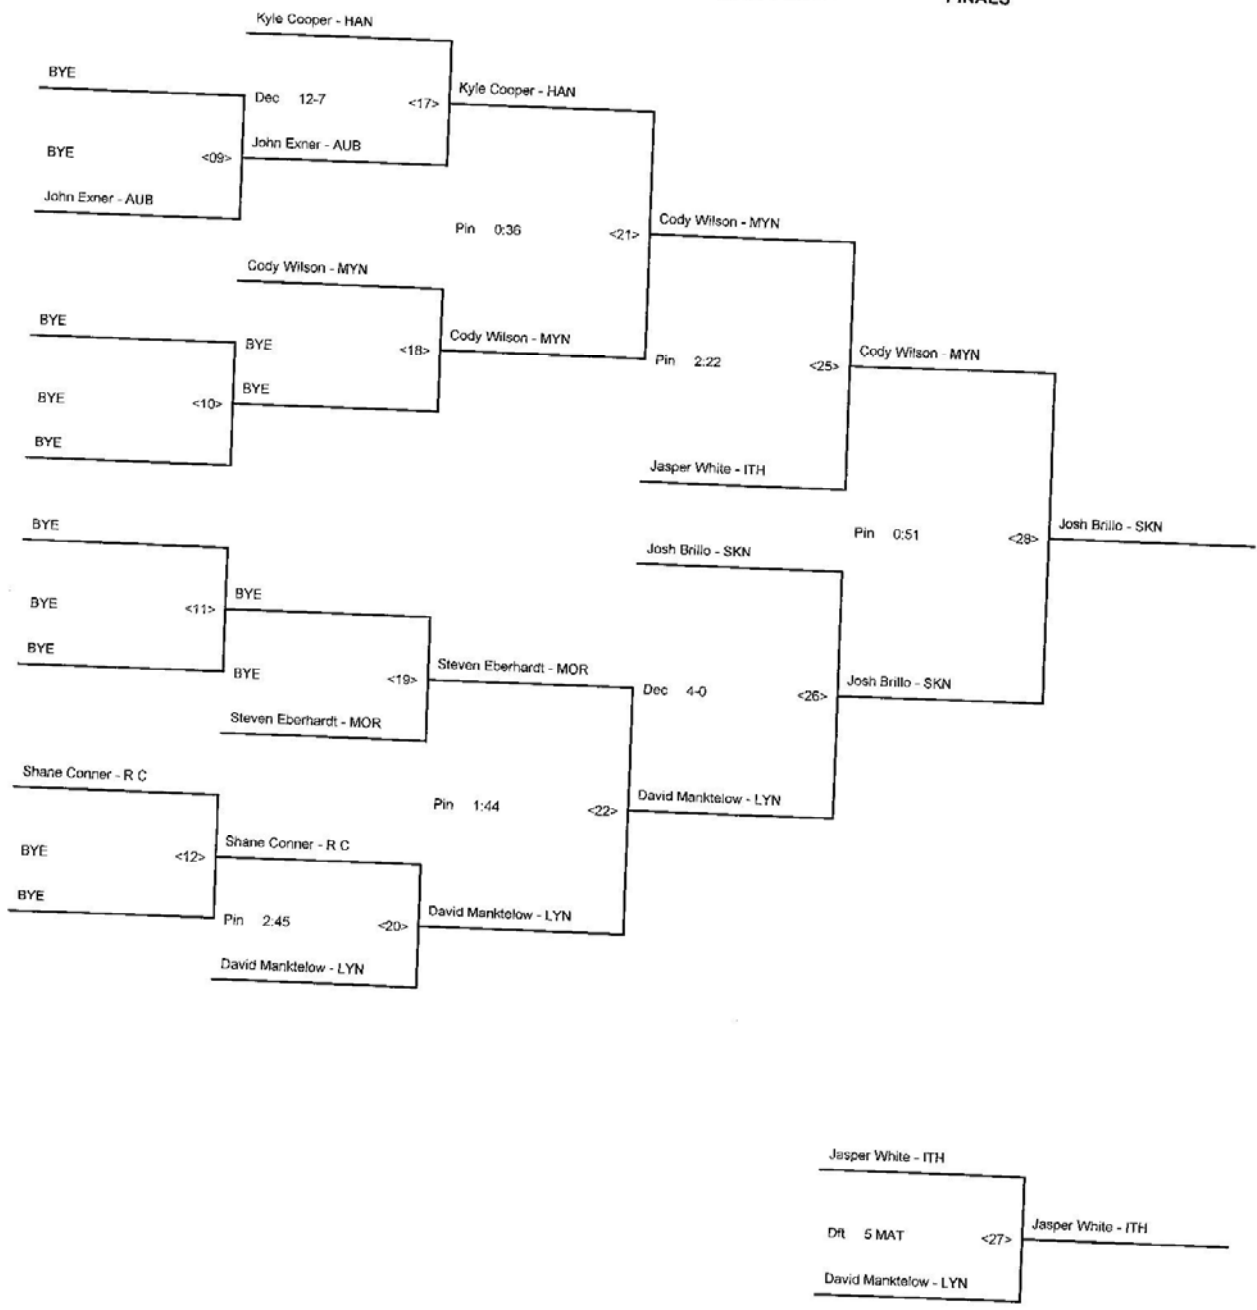 FINALS
Kyle Cooper - HAN
BYE
Dec 12-7 <17>
Kyle Cooper - HAN
BYE <09>
John Exner - AUB
John Exner - AUB
Pin 0:36 <21>
Cody Wilson - MYN
Cody Wilson - MYN
BYE
BYE <18>
Cody Wilson - MYN
BYE <10>
BYE
BYE
Pin 2:22 <25>
Cody Wilson - MYN
Jasper White - ITH
BYE
Pin 0:51 <28>
Josh Brillo - SKN
Josh Brillo - SKN
BYE <11>
BYE
BYE
BYE <19>
Steven Eberhardt - MOR
Steven Eberhardt - MOR
Dec 4-0 <26>
Josh Brillo - SKN
Shane Conner - R C
Pin 1:44 <22>
David Manktelow - LYN
BYE <12>
Shane Conner - R C
BYE
Pin 2:45 <20>
David Manktelow - LYN
David Manktelow - LYN
Jasper White - ITH
Dft 5 MAT <27>
Jasper White - ITH
David Manktelow - LYN